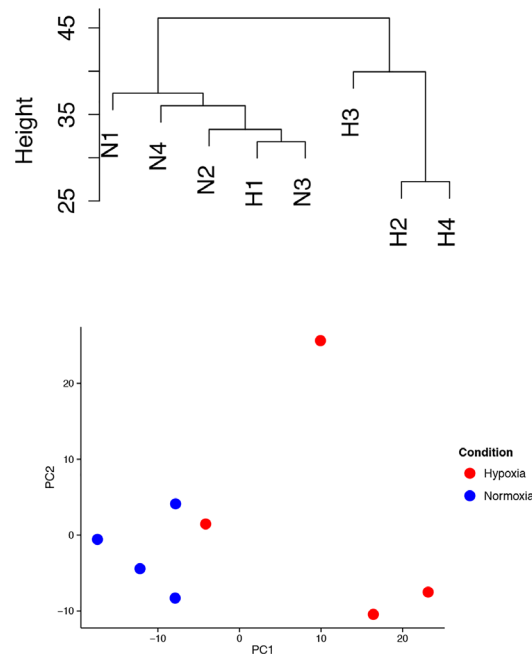 Height
45
35
25
N1
N4
N2
H1
N3
H3
H2
H4
PC2
20
10
0
−10
−10 0 10 20
PC1
Condition
Hypoxia
Normoxia